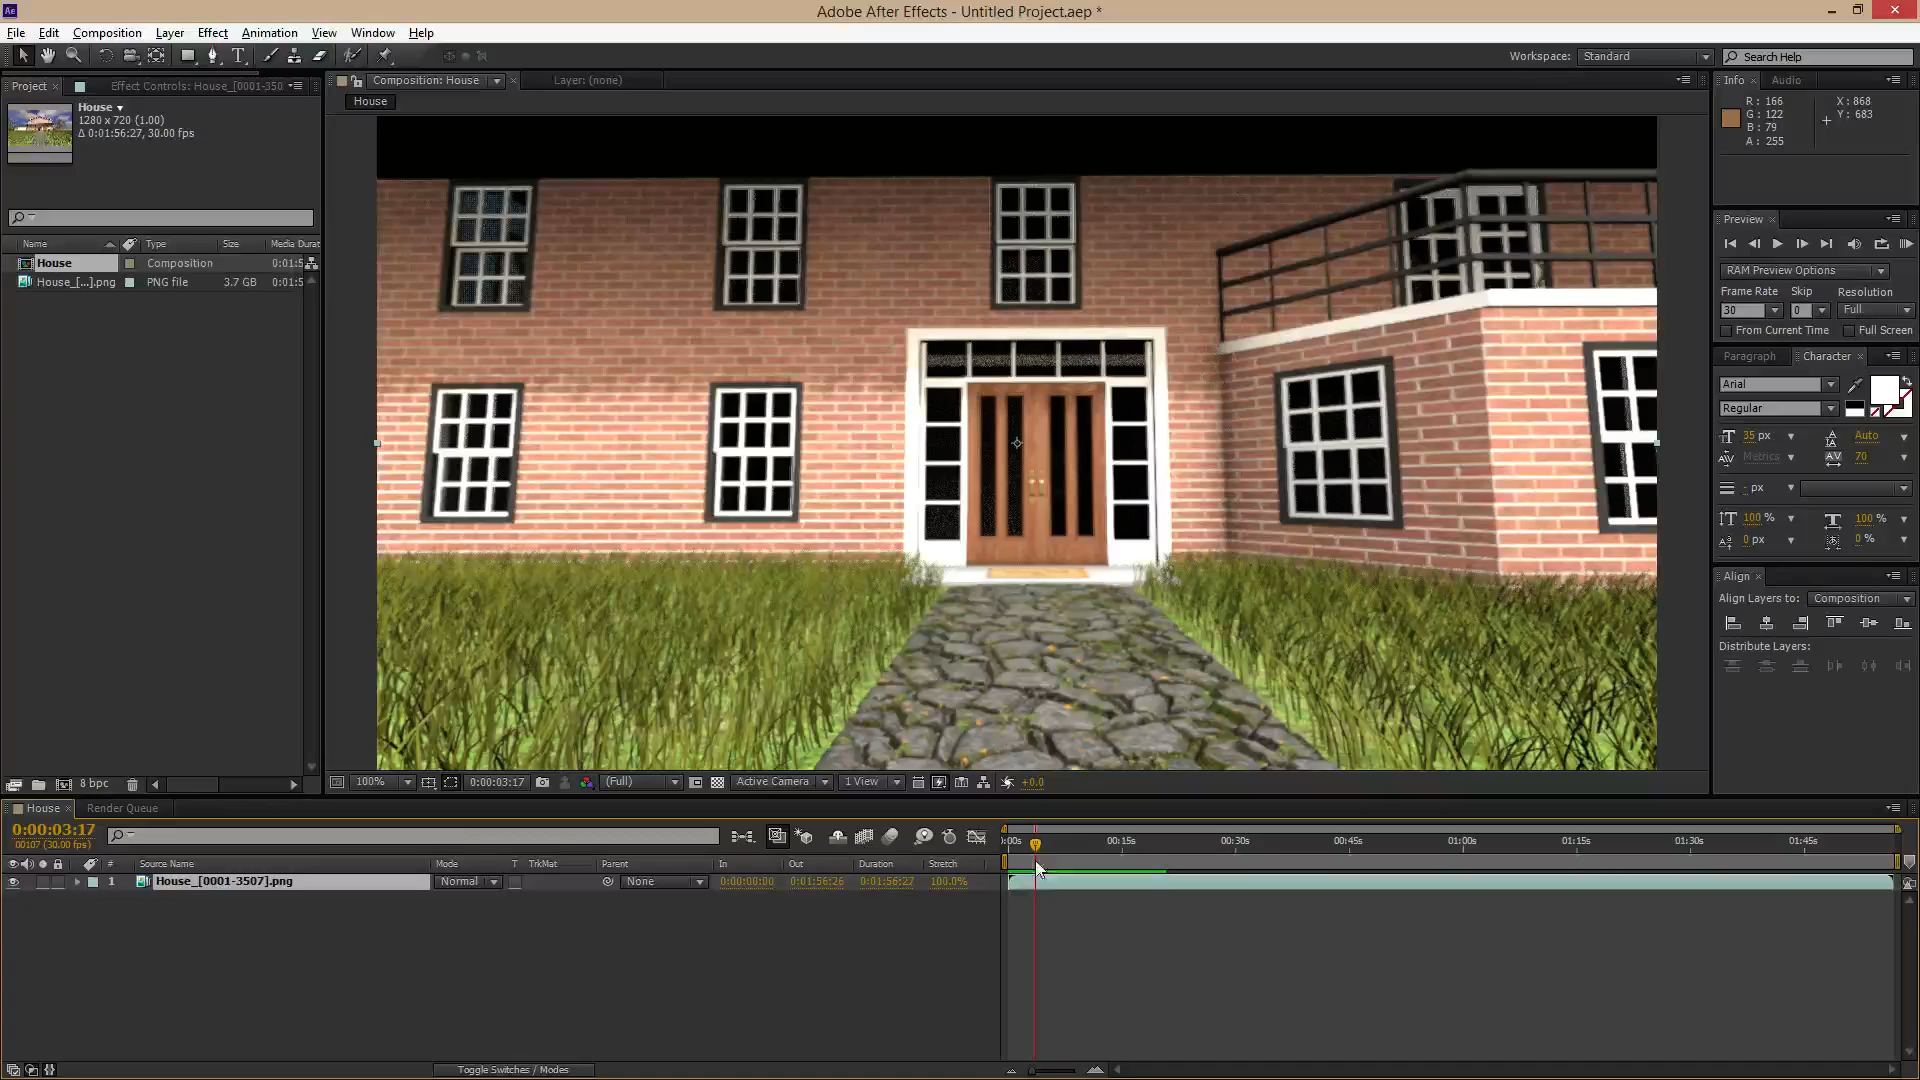 Ae
Adobe After Effects - Untitled Project.aep *
File Edit Composition Layer Effect Animation View Window Help
Workspace: Standard Search Help
Project Effect Controls: House_[0001-350
Composition: House Layer: (none)
Info Audio
House
House
1280 x 720 (1.00)
Δ 0:01:56:27, 30.00 fps
R : 166 X : 868
G : 122 Y : 683
B : 79
A : 255
Name Type Size Media Durat
House Composition 0:01:5
House_[...].png PNG file 3.7 GB 0:01:5
Preview
RAM Preview Options
Frame Rate Skip Resolution
30 0 Full
From Current Time Full Screen
Paragraph Character
Arial
Regular
35 px Auto
Metrics 70
- px
100 % 100 %
0 px 0 %
Align
Align Layers to: Composition
Distribute Layers:
8 bpc
100% 0:00:03:17 (Full) Active Camera 1 View +0.0
House Render Queue
0:00:03:17
00107 (30.00 fps)
:00s 00:15s 00:30s 00:45s 01:00s 01:15s 01:30s 01:45s
# Source Name Mode T TrkMat Parent In Out Duration Stretch
1 House_[0001-3507].png Normal None 0:00:00:00 0:01:56:26 0:01:56:27 100.0%
Toggle Switches / Modes